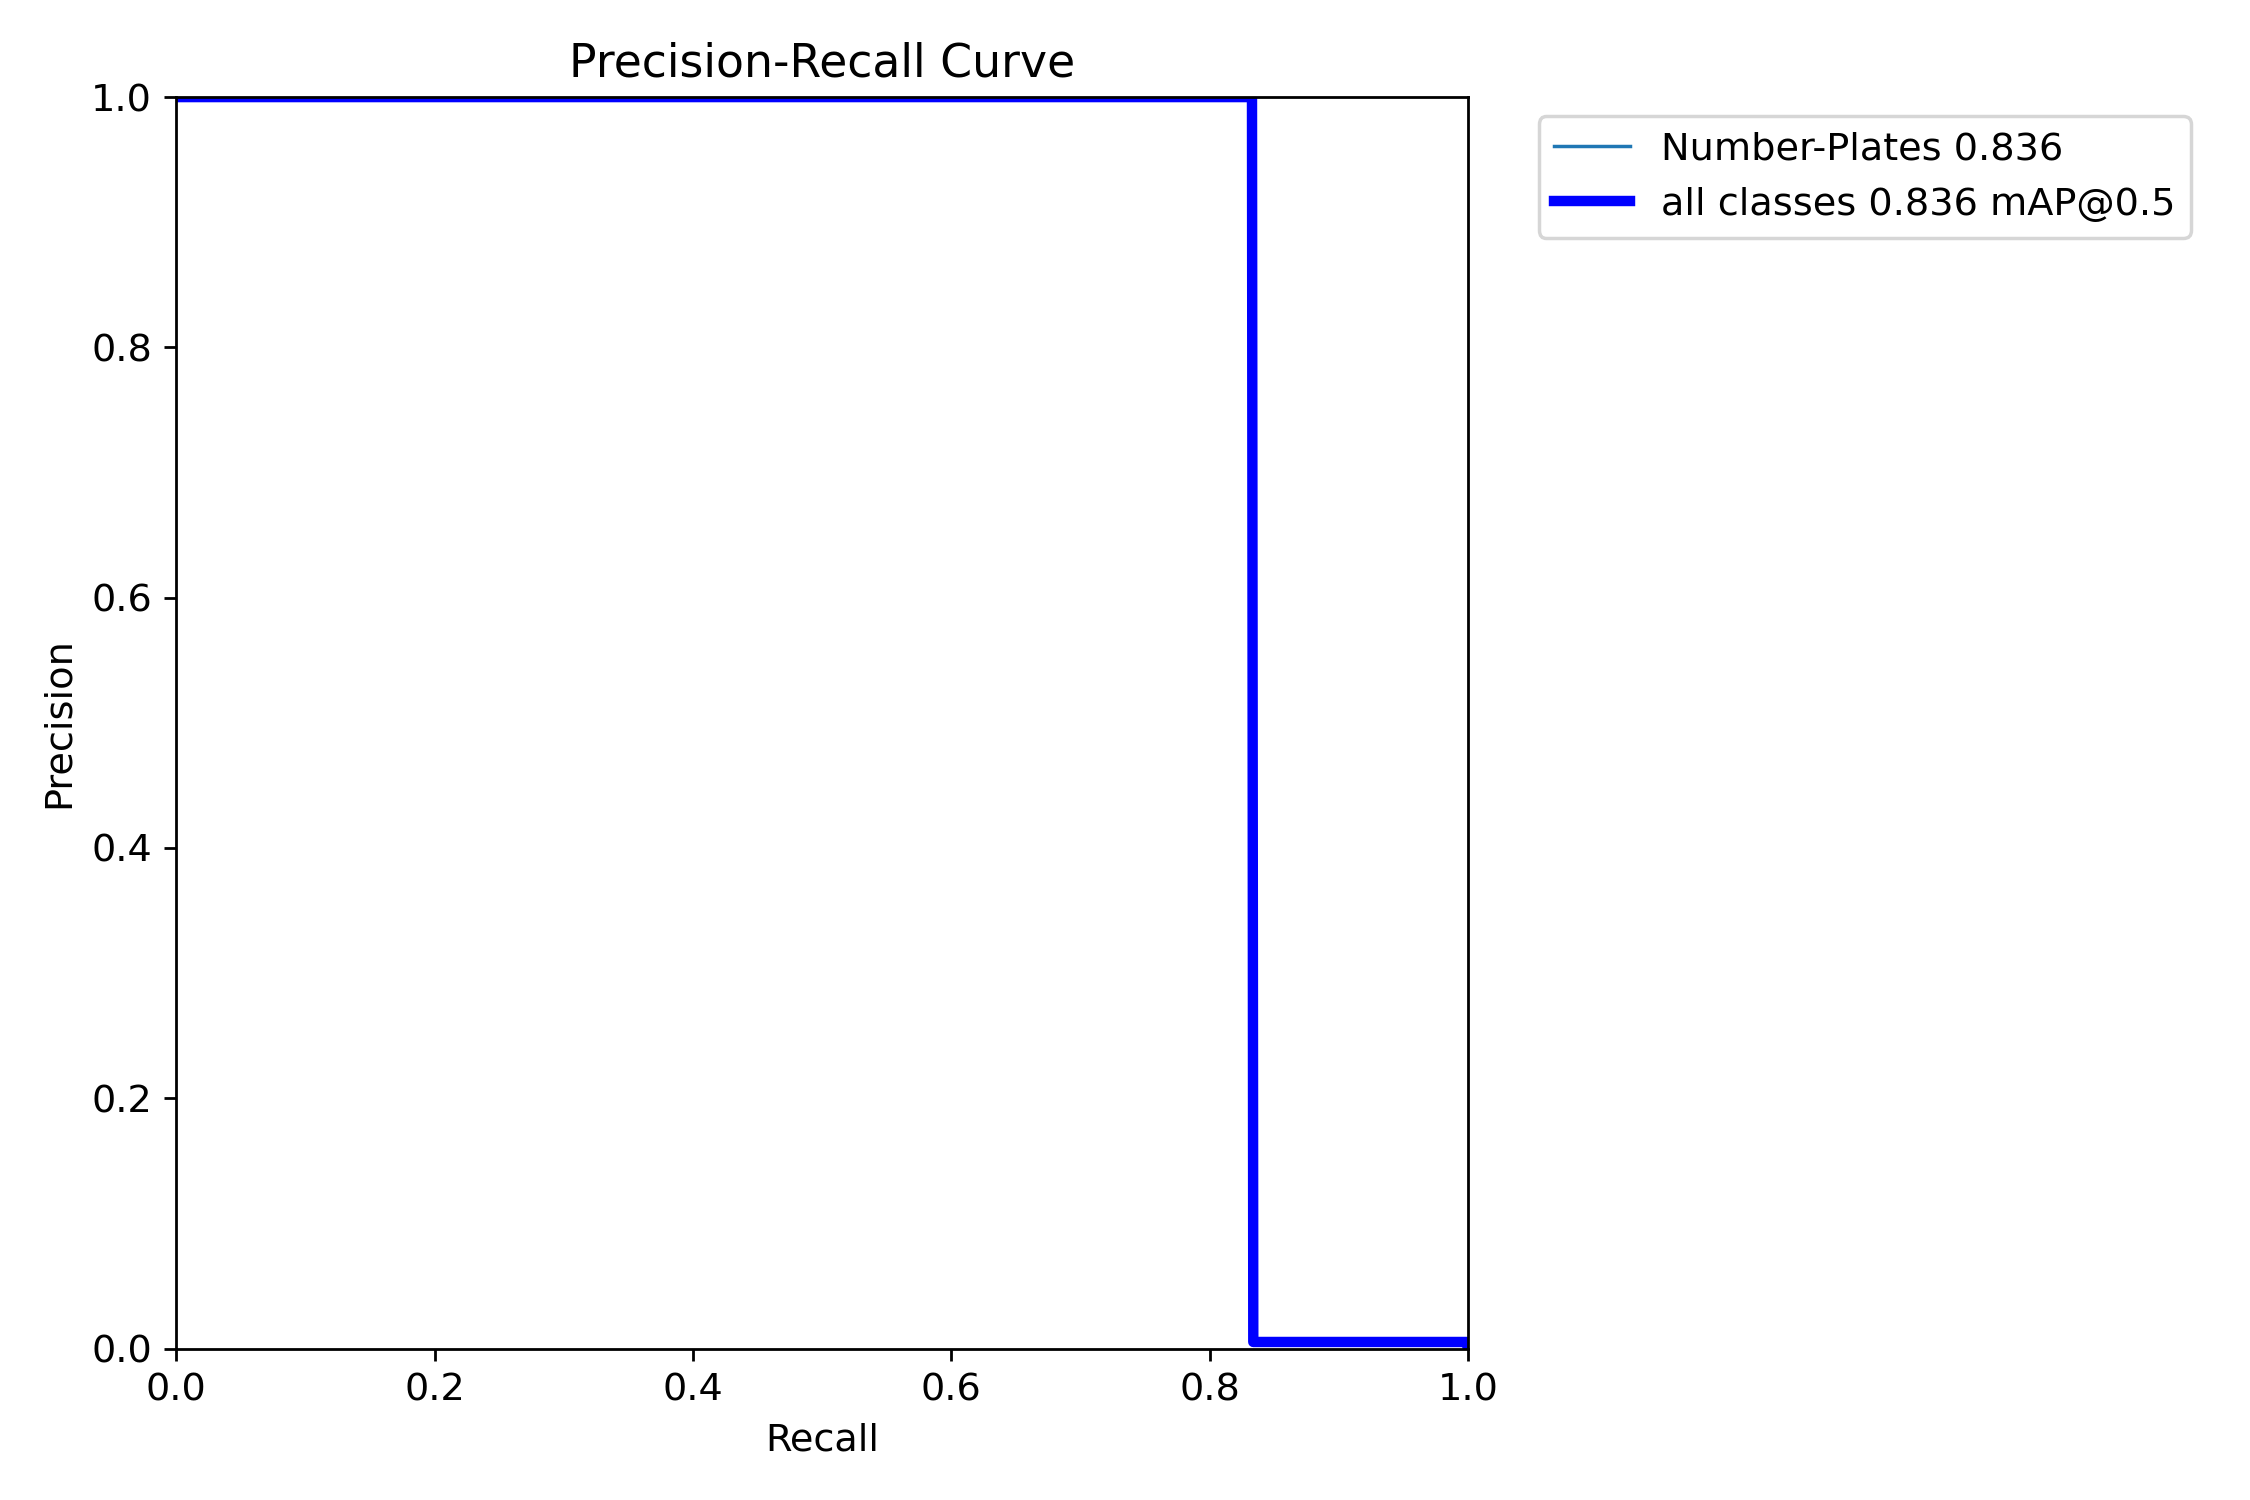 Precision-Recall Curve
Number-Plates 0.836
all classes 0.836 mAP@0.5
Precision
1.0
0.8
0.6
0.4
0.2
0.0
0.0 0.2 0.4 0.6 0.8 1.0
Recall